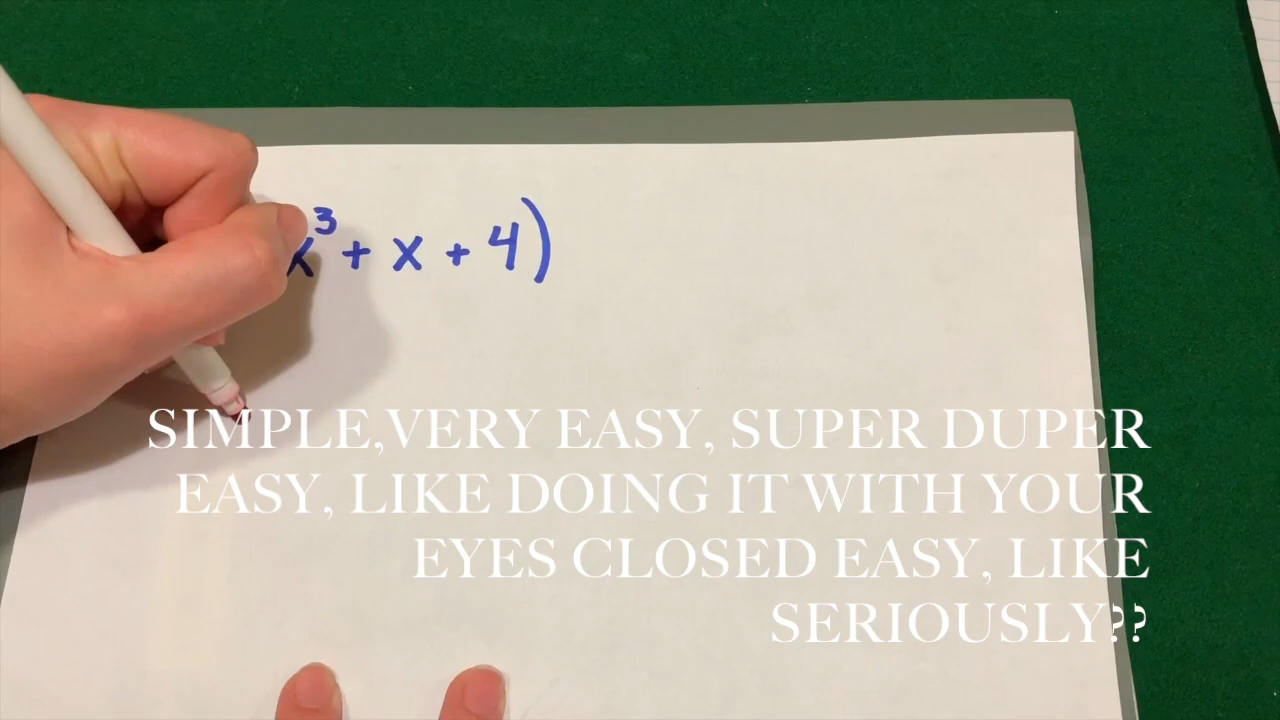 x³ + x + 4)
SIMPLE,VERY EASY, SUPER DUPER
EASY, LIKE DOING IT WITH YOUR
EYES CLOSED EASY, LIKE
SERIOUSLY??